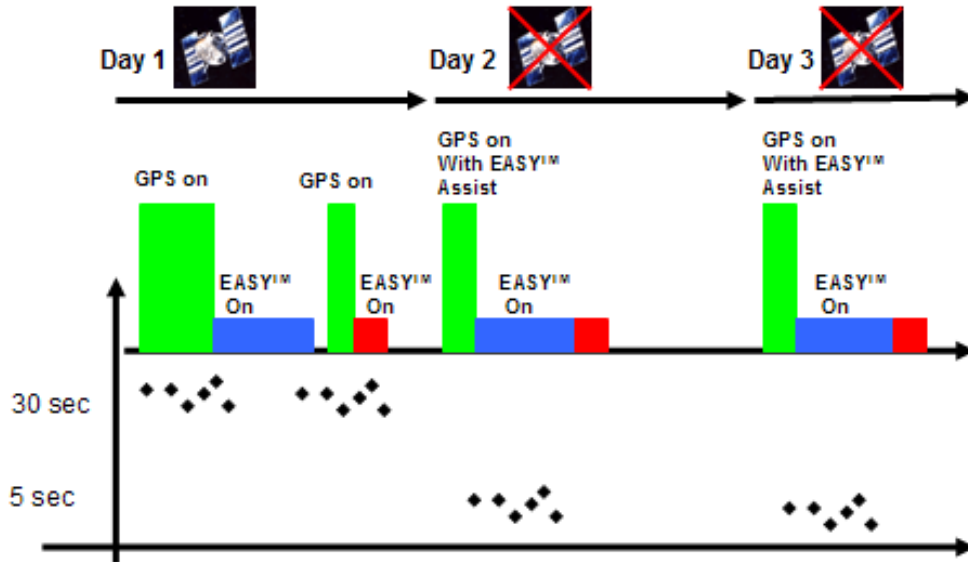 Day 1
Day 2
Day 3
GPS on
GPS on
GPS on
With EASY™
Assist
GPS on
With EASY™
Assist
EASY™
On
EASY™
On
EASY™
On
EASY™
On
30 sec
5 sec